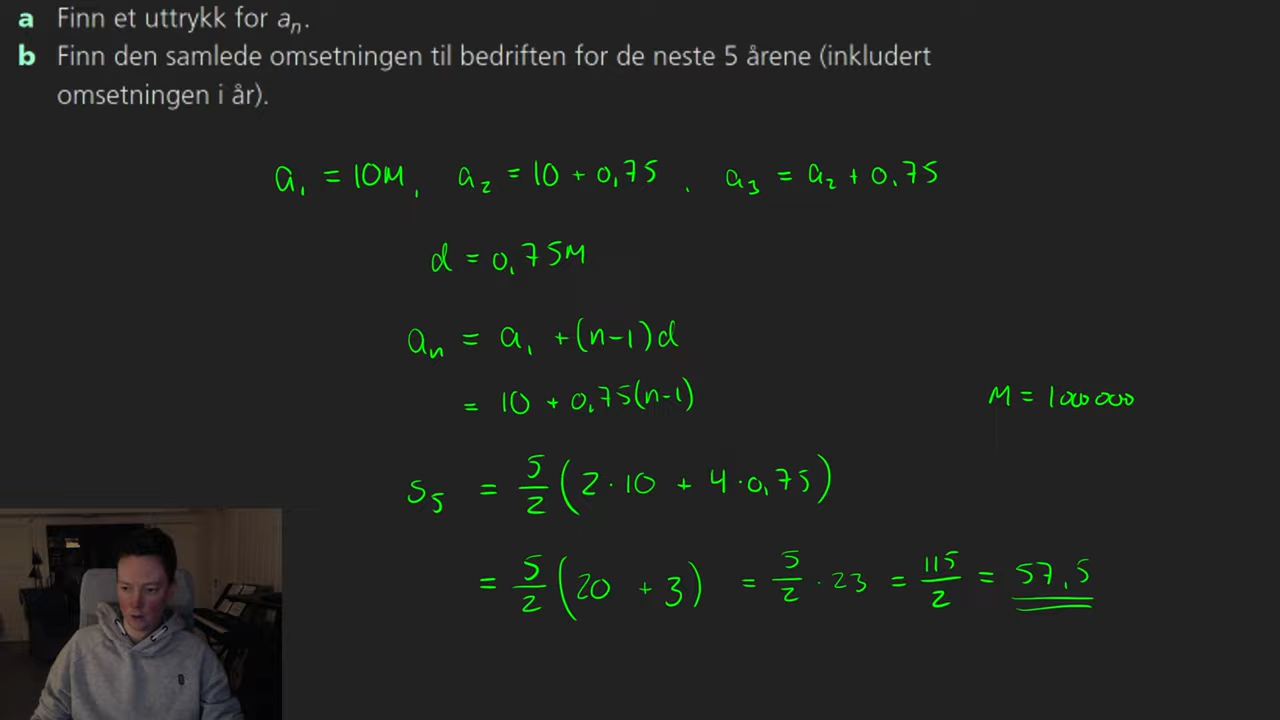 a Finn et uttrykk for aₙ.
b Finn den samlede omsetningen til bedriften for de neste 5 årene (inkludert
omsetningen i år).
a₁ = 10M, a₂ = 10 + 0,75, a₃ = a₂ + 0,75
d = 0,75M
aₙ = a₁ + (n-1)d
= 10 + 0,75(n-1)
M = 1000000
s₅ = 5/2 (2·10 + 4·0,75)
= 5/2 (20 + 3) = 5/2 · 23 = 115/2 = 57,5